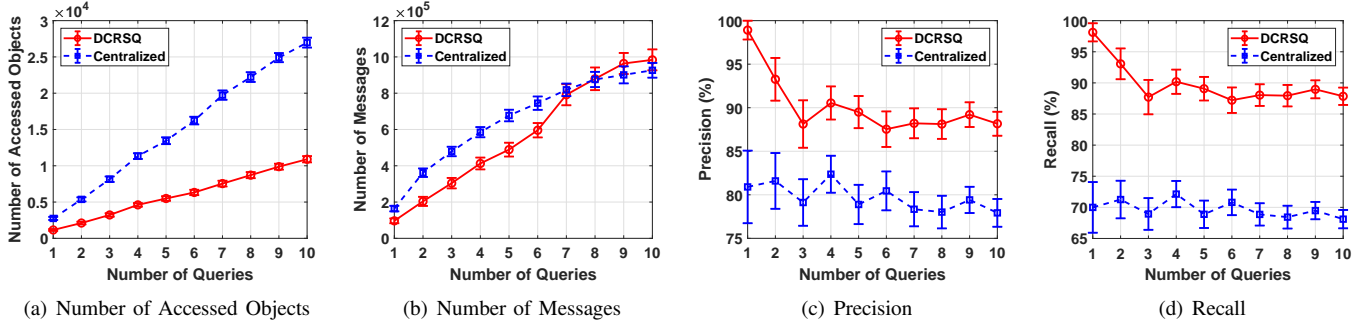 ×10⁴
3
2.5
2
1.5
1
0.5
0
1 2 3 4 5 6 7 8 9 10
Number of Accessed Objects
Number of Queries
DCRSQ
Centralized
(a) Number of Accessed Objects
×10⁵
12
10
8
6
4
2
0
1 2 3 4 5 6 7 8 9 10
Number of Messages
Number of Queries
DCRSQ
Centralized
(b) Number of Messages
100
95
90
85
80
75
1 2 3 4 5 6 7 8 9 10
Precision (%)
Number of Queries
DCRSQ
Centralized
(c) Precision
100
95
90
85
80
75
70
65
1 2 3 4 5 6 7 8 9 10
Recall (%)
Number of Queries
DCRSQ
Centralized
(d) Recall